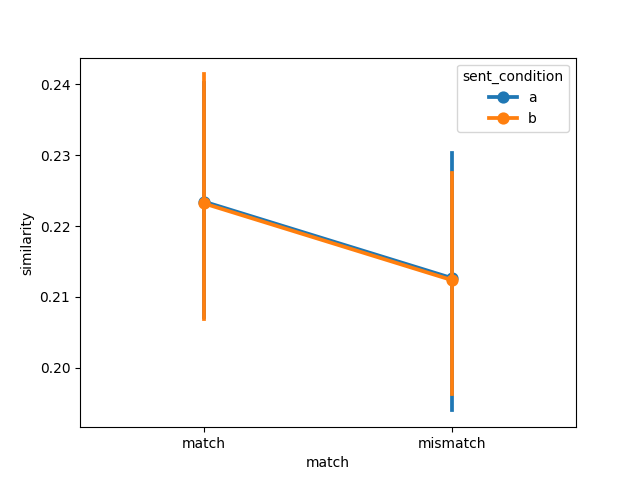 sent_condition
a
b
0.24
0.23
0.22
0.21
0.20
similarity
match
mismatch
match